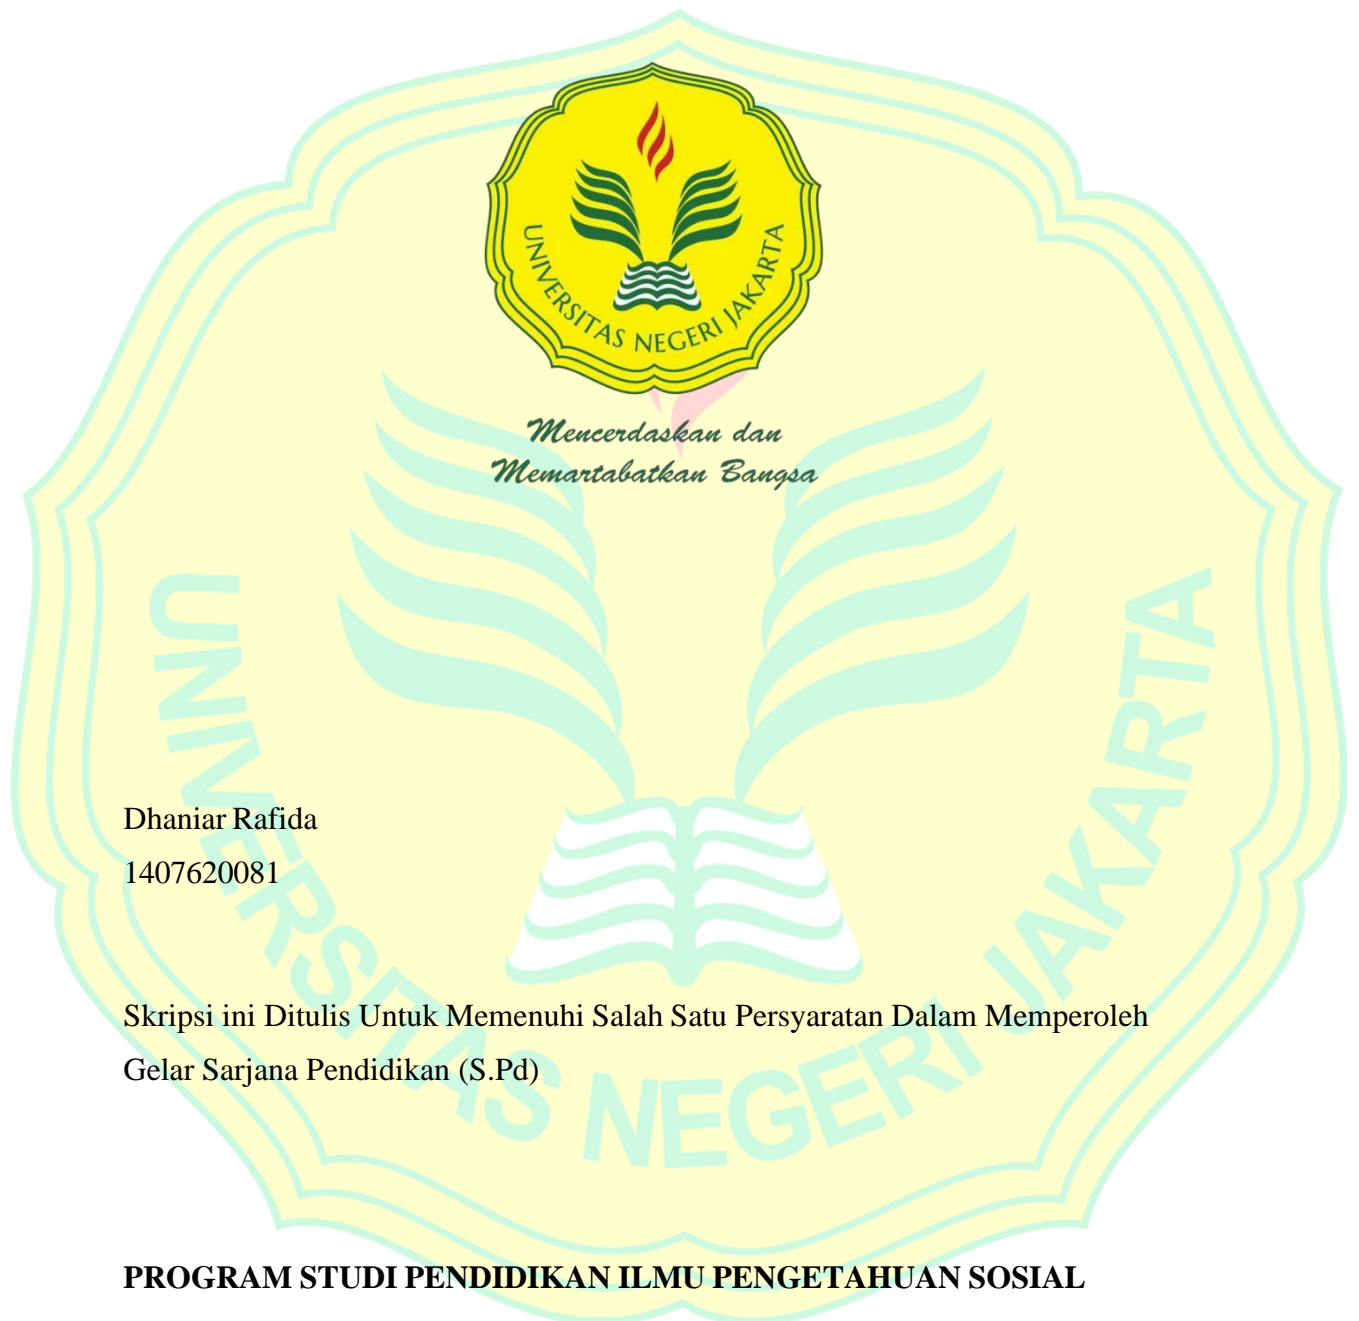 UNIVERSITAS NEGERI JAKARTA
Mencerdaskan dan
Memartabatkan Bangsa
UNIVERSITAS NEGERI JAKARTA
Dhaniar Rafida
1407620081
Skripsi ini Ditulis Untuk Memenuhi Salah Satu Persyaratan Dalam Memperoleh
Gelar Sarjana Pendidikan (S.Pd)
PROGRAM STUDI PENDIDIKAN ILMU PENGETAHUAN SOSIAL